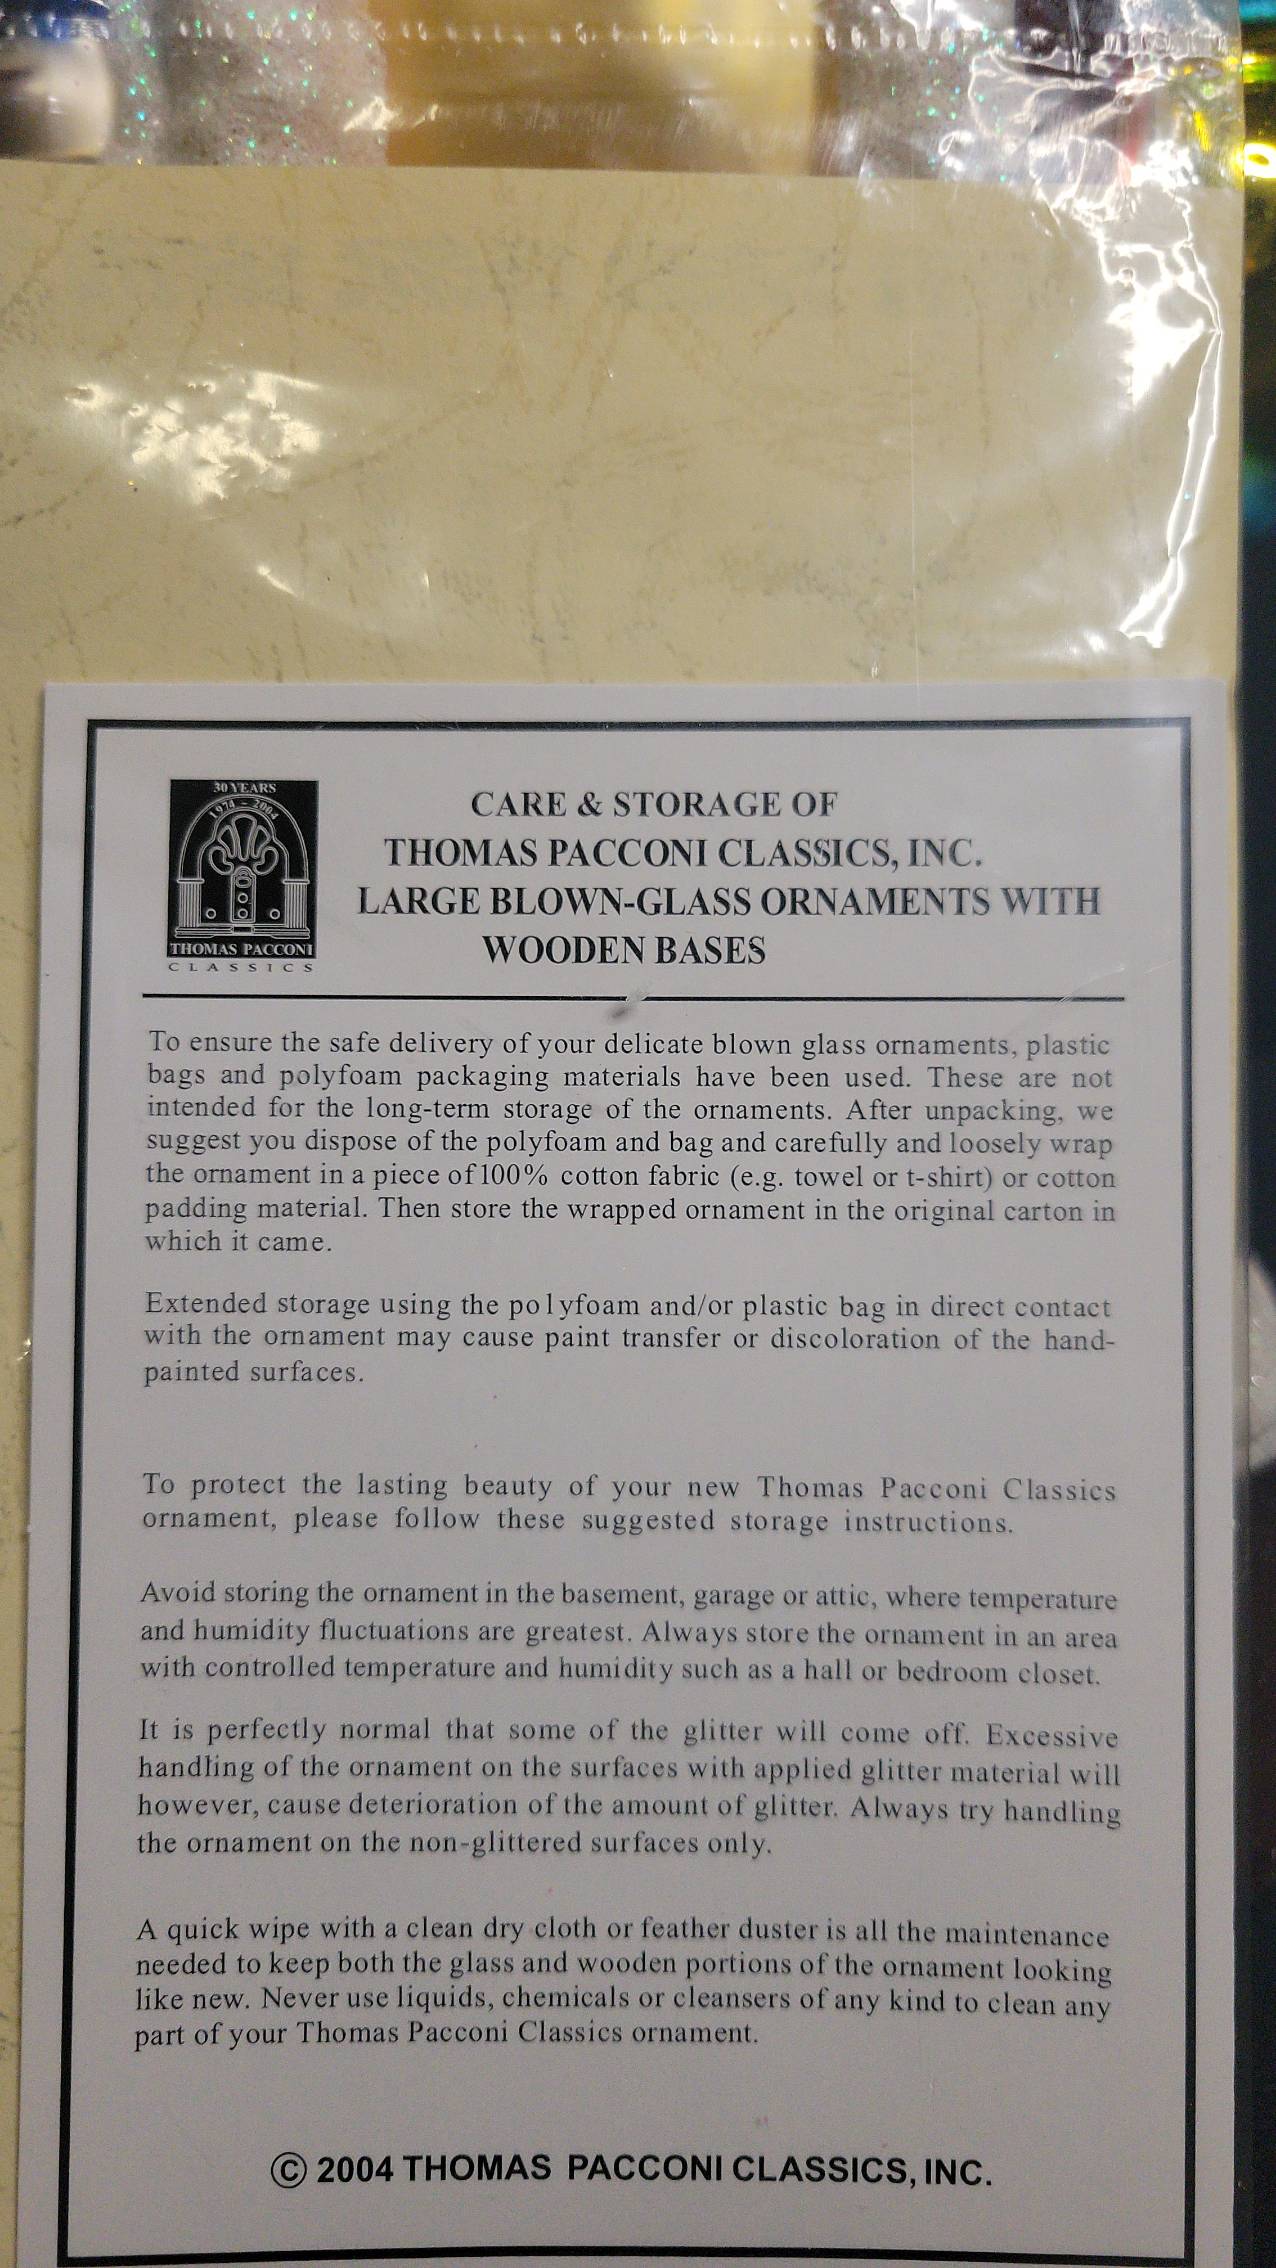 30 YEARS
1974 - 2004
THOMAS PACCONI
CLASSICS
CARE & STORAGE OF
THOMAS PACCONI CLASSICS, INC.
LARGE BLOWN-GLASS ORNAMENTS WITH
WOODEN BASES
To ensure the safe delivery of your delicate blown glass ornaments, plastic
bags and polyfoam packaging materials have been used. These are not
intended for the long-term storage of the ornaments. After unpacking, we
suggest you dispose of the polyfoam and bag and carefully and loosely wrap
the ornament in a piece of 100% cotton fabric (e.g. towel or t-shirt) or cotton
padding material. Then store the wrapped ornament in the original carton in
which it came.
Extended storage using the polyfoam and/or plastic bag in direct contact
with the ornament may cause paint transfer or discoloration of the hand-
painted surfaces.
To protect the lasting beauty of your new Thomas Pacconi Classics
ornament, please follow these suggested storage instructions.
Avoid storing the ornament in the basement, garage or attic, where temperature
and humidity fluctuations are greatest. Always store the ornament in an area
with controlled temperature and humidity such as a hall or bedroom closet.
It is perfectly normal that some of the glitter will come off. Excessive
handling of the ornament on the surfaces with applied glitter material will
however, cause deterioration of the amount of glitter. Always try handling
the ornament on the non-glittered surfaces only.
A quick wipe with a clean dry cloth or feather duster is all the maintenance
needed to keep both the glass and wooden portions of the ornament looking
like new. Never use liquids, chemicals or cleansers of any kind to clean any
part of your Thomas Pacconi Classics ornament.
© 2004 THOMAS PACCONI CLASSICS, INC.